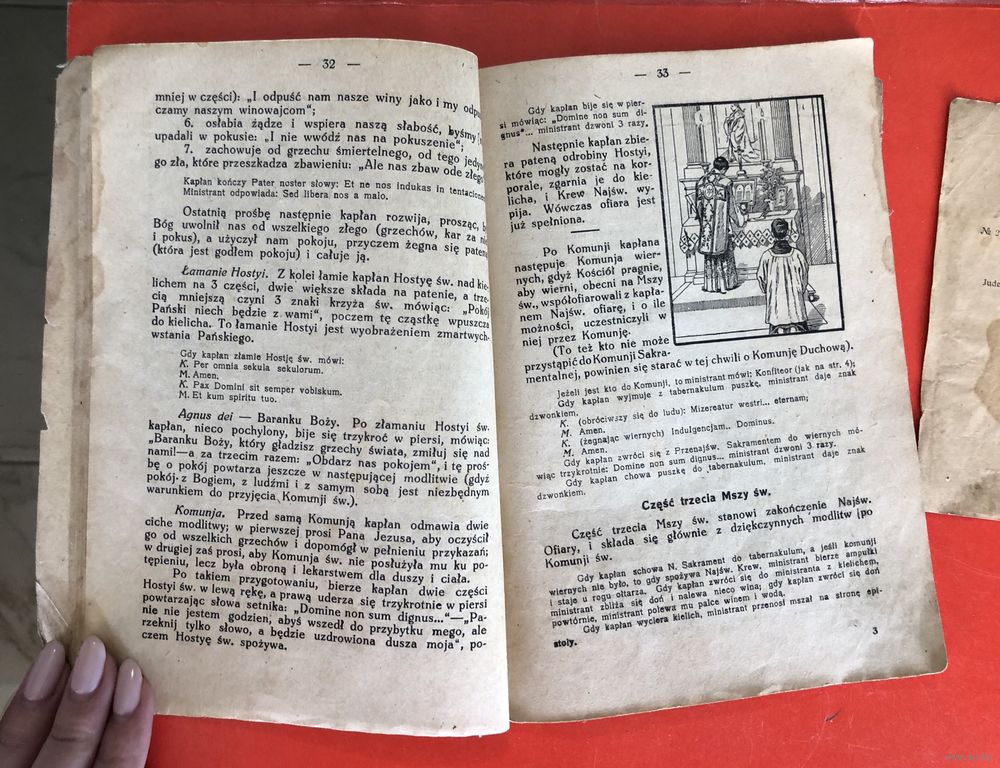 — 32 —
mniej w części): „I odpuść nam nasze winy jako i my odpu-
czamy naszym winowajcom";
6. osłabia żądze i wspiera naszą słabość, byśmy
upadali w pokusie: „I nie wwódź nas na pokuszenie";
7. zachowuje od grzechu śmiertelnego, od tego jedyn
go zła, które przeszkadza zbawieniu: „Ale nas zbaw ode złego
Kapłan kończy Pater noster słowy: Et ne nos indukas in tentacionem
Ministrant odpowiada: Sed libera nos a malo.
Ostatnią prośbę następnie kapłan rozwija, prosząc,
Bóg uwolnił nas od wszelkiego złego (grzechów, kar za nie
i pokus), a użyczył nam pokoju, przyczem żegna się pateną
(która jest godłem pokoju) i całuje ją.
Łamanie Hostyi. Z kolei łamie kapłan Hostyę św. nad kie-
lichem na 3 części, dwie większe składa na patenie, a trze-
cią mniejszą czyni 3 znaki krzyża św. mówiąc: „Pokój
Pański niech będzie z wami", poczem tę cząstkę wpuszcza
do kielicha. To łamanie Hostyi jest wyobrażeniem zmartwych-
wstania Pańskiego.
Gdy kapłan złamie Hostję św. mówi:
K. Per omnia sekula sekulorum.
M. Amen.
K. Pax Domini sit semper vobiskum.
M. Et kum spiritu tuo.
Agnus dei — Baranku Boży. Po złamaniu Hostyi św.
kapłan, nieco pochylony, bije się trzykroć w piersi, mówiąc:
„Baranku Boży, który gładzisz grzechy świata, zmiłuj się nad
nami!—a za trzecim razem: „Obdarz nas pokojem", i tę proś-
bę o pokój powtarza jeszcze w następującej modlitwie (gdyż
pokój z Bogiem, z ludźmi i z samym sobą jest niezbędnym
warunkiem do przyjęcia Komunji św.).
Komunja. Przed samą Komunją kapłan odmawia dwie
ciche modlitwy; w pierwszej prosi Pana Jezusa, aby oczyścił
go od wszelkich grzechów i dopomógł w pełnieniu przykazań;
w drugiej zaś prosi, aby Komunja św. nie posłużyła mu ku po-
tępieniu, lecz była obroną i lekarstwem dla duszy i ciała.
Po takiem przygotowaniu, bierze kapłan dwie części
Hostyi św. w lewą rękę, a prawą uderza się trzykrotnie w piersi
powtarzając słowa setnika: „Domine non sum dignus..."—„Pa-
nie nie jestem godzien, abyś wszedł do przybytku mego, ale
rzeknij tylko słowo, a będzie uzdrowiona dusza moja", po-
czem Hostyę św. spożywa.
— 33 —
Gdy kapłan bije się w pier-
si mówiąc: „Domine non sum di-
gnus"... ministrant dzwoni 3 razy.
Następnie kapłan zbie-
ra pateną odrobiny Hostyi,
które mogły zostać na kor-
porale, zgarnia je do kie-
licha, i Krew Najśw. wy-
pija. Wówczas ofiara jest
już spełniona.
Po Komunji kapłana
następuje Komunja wier-
nych, gdyż Kościół pragnie,
aby wierni, obecni na Mszy
św., współofiarowali z kapła-
nem Najśw. ofiarę, i o ile
możności, uczestniczyli w
niej przez Komunję.
(To też kto nie może
przystąpić do Komunji Sakra-
mentalnej, powinien się starać w tej chwili o Komunję Duchową).
Jeżeli jest kto do Komunji, to ministrant mówi: Konfiteor (jak na str. 4);
Gdy kapłan wyjmuje z tabernakulum puszkę, ministrant daje znak
dzwonkiem.
K. (obróciwszy się do ludu): Mizereatur westri... eternam;
M. Amen.
K. (żegnając wiernych) Indulgencjam.. Dominus.
M. Amen.
Gdy kapłan zwróci się z Przenajśw. Sakramentem do wiernych mó-
wiąc trzykrotnie: Domine non sum dignus... ministrant dzwoni 3 razy.
Gdy kapłan chowa puszkę do tabernakulum, ministrant daje znak
dzwonkiem.
Część trzecia Mszy św.
Część trzecia Mszy św. stanowi zakończenie Najśw.
Ofiary, i składa się głównie z dziękczynnych modlitw [po
Komunji św.
Gdy kapłan schowa N. Sakrament do tabernakulum, a jeśli komunji
wiernych nie było, to gdy spożywa Najśw. Krew, ministrant bierze ampułki
i staje u rogu ołtarza. Gdy kapłan zwróci się do ministranta z kielichem,
ministrant zbliża się doń i nalewa nieco wina; gdy kapłan zwróci się doń
powtórnie, ministrant polewa mu palce winem i wodą.
Gdy kapłan wyciera kielich, ministrant przenosi mszał na stronę epi-
stoły.
3
№ 2
Jude